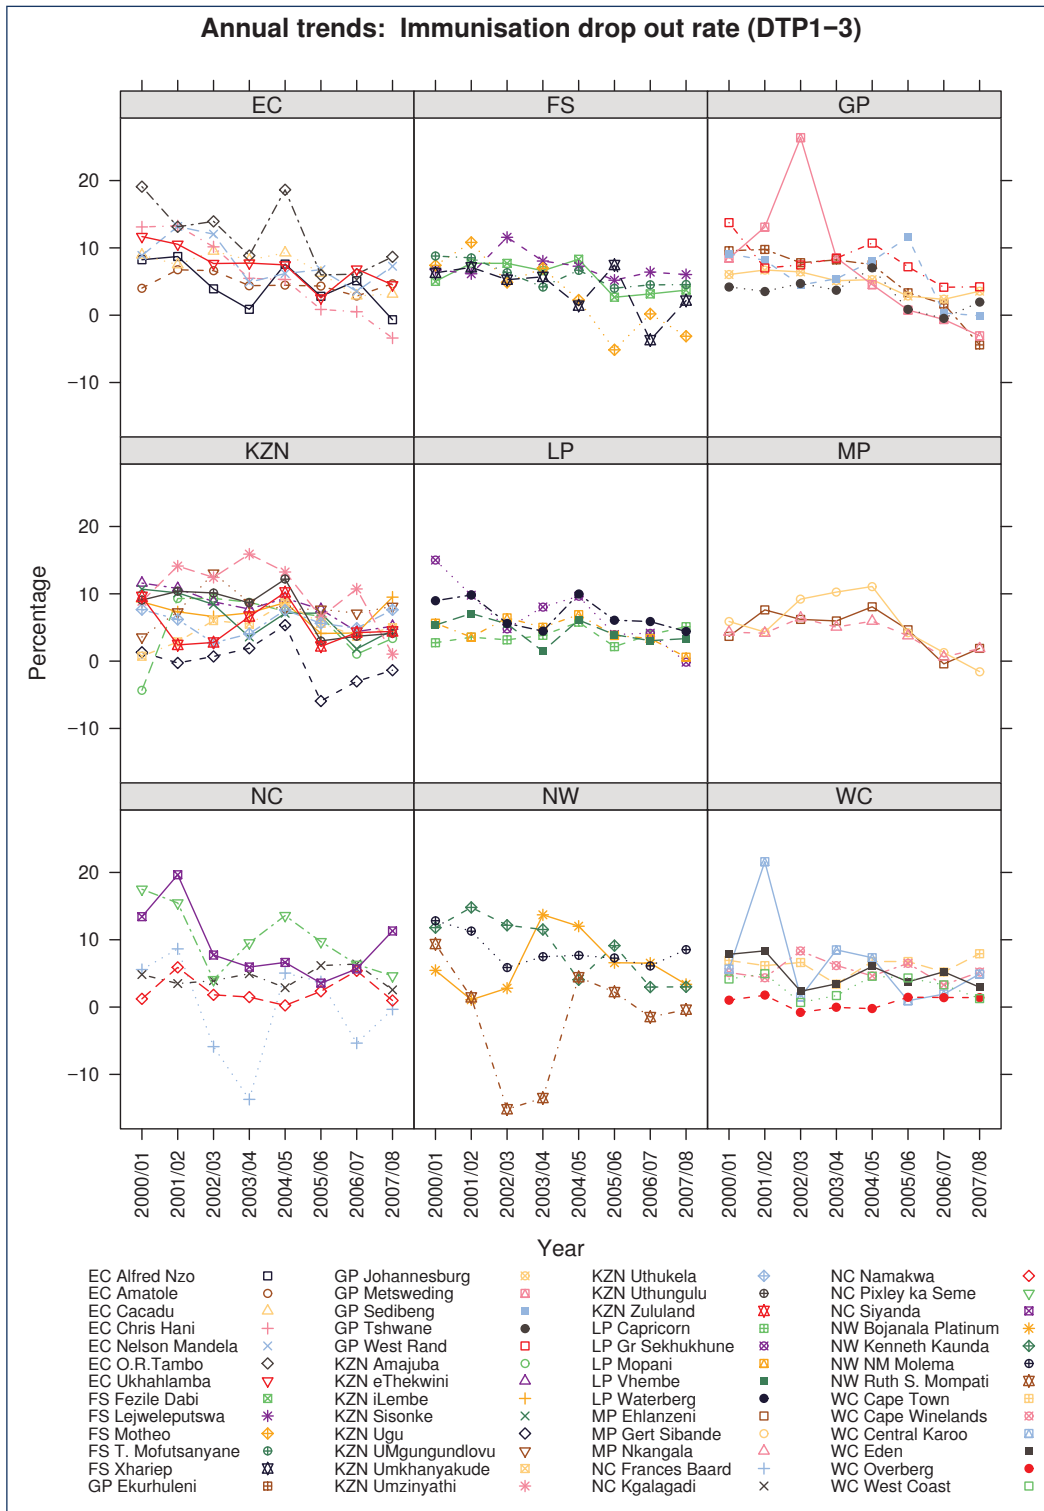 Annual trends: Immunisation drop out rate (DTP1−3)
EC FS GP
20
10
0
−10
KZN LP MP
20
10
0
−10
Percentage
NC NW WC
20
10
0
−10
2000/01 2001/02 2002/03 2003/04 2004/05 2005/06 2006/07 2007/08 2000/01 2001/02 2002/03 2003/04 2004/05 2005/06 2006/07 2007/08 2000/01 2001/02 2002/03 2003/04 2004/05 2005/06 2006/07 2007/08
Year
EC Alfred Nzo GP Johannesburg KZN Uthukela NC Namakwa
EC Amatole GP Metsweding KZN Uthungulu NC Pixley ka Seme
EC Cacadu GP Sedibeng KZN Zululand NC Siyanda
EC Chris Hani GP Tshwane LP Capricorn NW Bojanala Platinum
EC Nelson Mandela GP West Rand LP Gr Sekhukhune NW Kenneth Kaunda
EC O.R.Tambo KZN Amajuba LP Mopani NW NM Molema
EC Ukhahlamba KZN eThekwini LP Vhembe NW Ruth S. Mompati
FS Fezile Dabi KZN iLembe LP Waterberg WC Cape Town
FS Lejweleputswa KZN Sisonke MP Ehlanzeni WC Cape Winelands
FS Motheo KZN Ugu MP Gert Sibande WC Central Karoo
FS T. Mofutsanyane KZN UMgungundlovu MP Nkangala WC Eden
FS Xhariep KZN Umkhanyakude NC Frances Baard WC Overberg
GP Ekurhuleni KZN Umzinyathi NC Kgalagadi WC West Coast